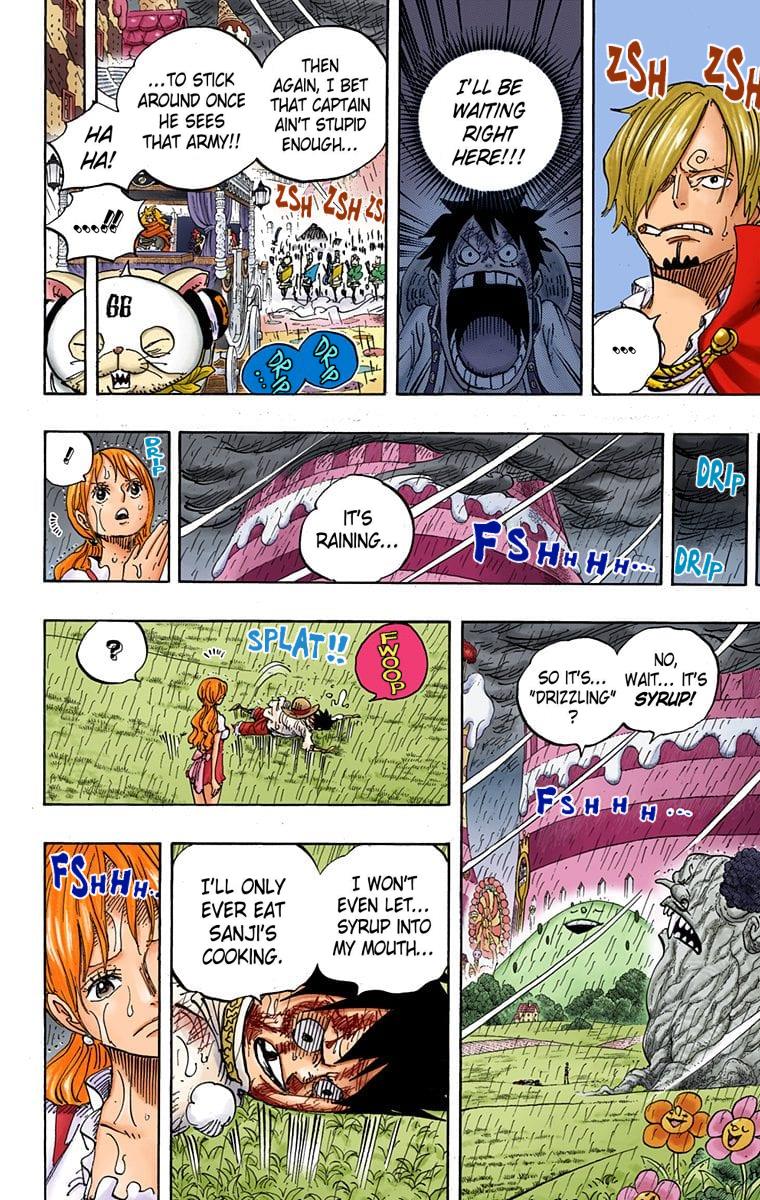 ZSH
ZSH
...
I'LL BE
WAITING
RIGHT
HERE!!!
THEN
AGAIN, I BET
THAT CAPTAIN
AIN'T STUPID
ENOUGH...
...TO STICK
AROUND ONCE
HE SEES
THAT ARMY!!
HA
HA!
...!!
ZSH ZSH ZS
66
DRIP
DRIP
...
DRIP
DRIP
IT'S
RAINING...
FSHHHH...
!
DRIP
NO,
WAIT... IT'S
SYRUP!
SO IT'S...
"DRIZZLING"
?
FSHHH...
FWOOP
SPLAT!!
?
I WON'T
EVEN LET...
SYRUP INTO
MY MOUTH...
I'LL ONLY
EVER EAT
SANJI'S
COOKING.
FSHHH..